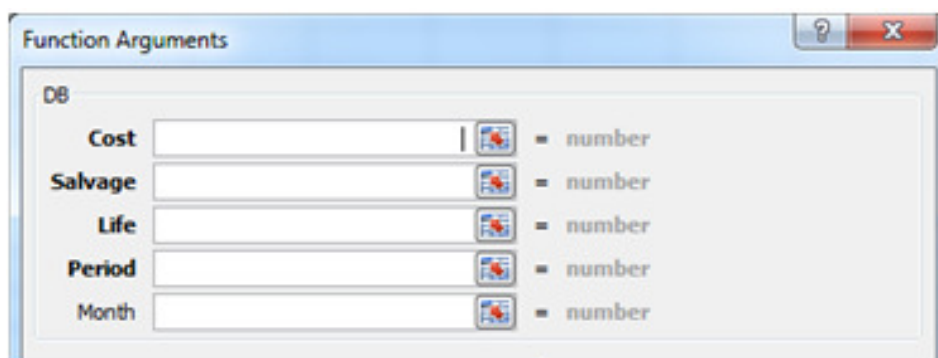 Function Arguments
DB
Cost = number
Salvage = number
Life = number
Period = number
Month = number